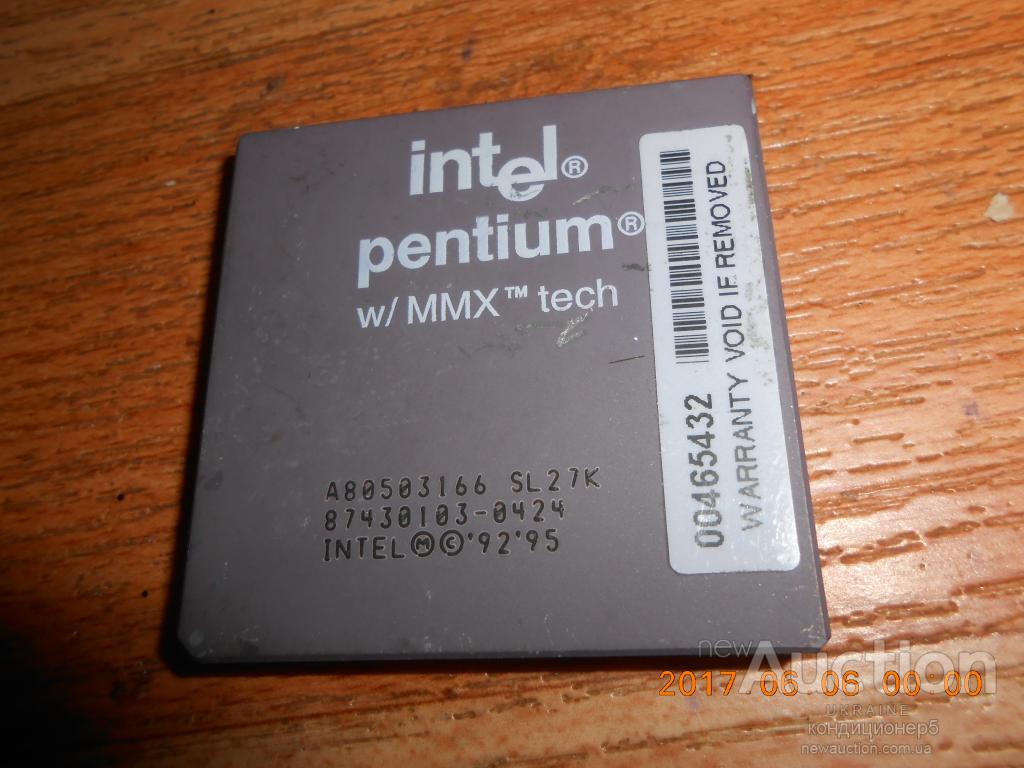 intel®
pentium®
w/ MMX™ tech
A80503166 SL27K
87430103-0424
INTELⓂ©'92'95
00465432
WARRANTY VOID IF REMOVED
newAuction
2017 06 06 00 00
UKRAINE
кондиционер5
newauction.com.ua